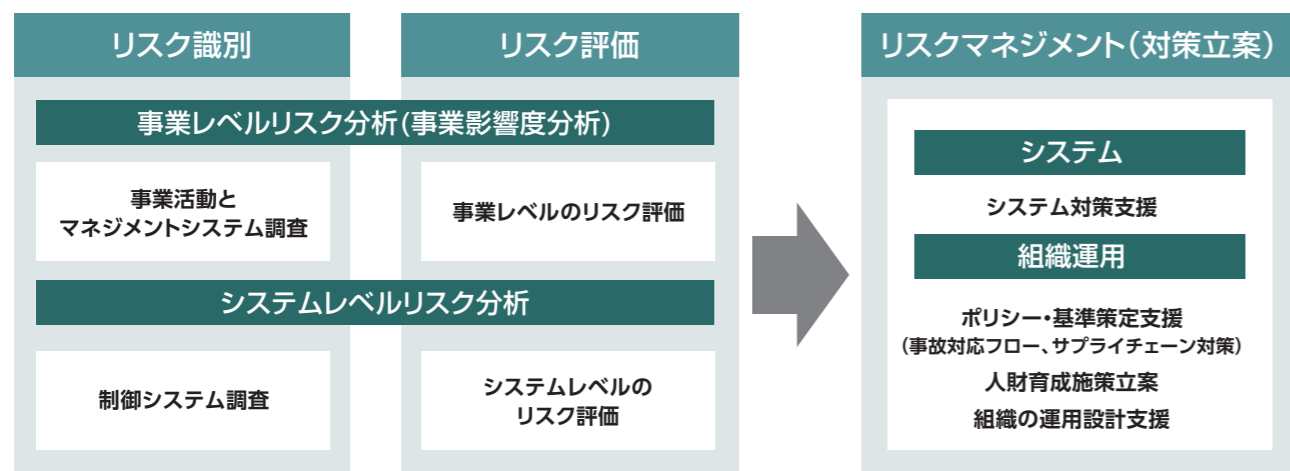 リスク識別
リスク評価
リスクマネジメント(対策立案)
事業レベルリスク分析(事業影響度分析)
事業活動と
マネジメントシステム調査
事業レベルのリスク評価
システムレベルリスク分析
制御システム調査
システムレベルの
リスク評価
システム
システム対策支援
組織運用
ポリシー・基準策定支援
(事故対応フロー、サプライチェーン対策)
人財育成施策立案
組織の運用設計支援